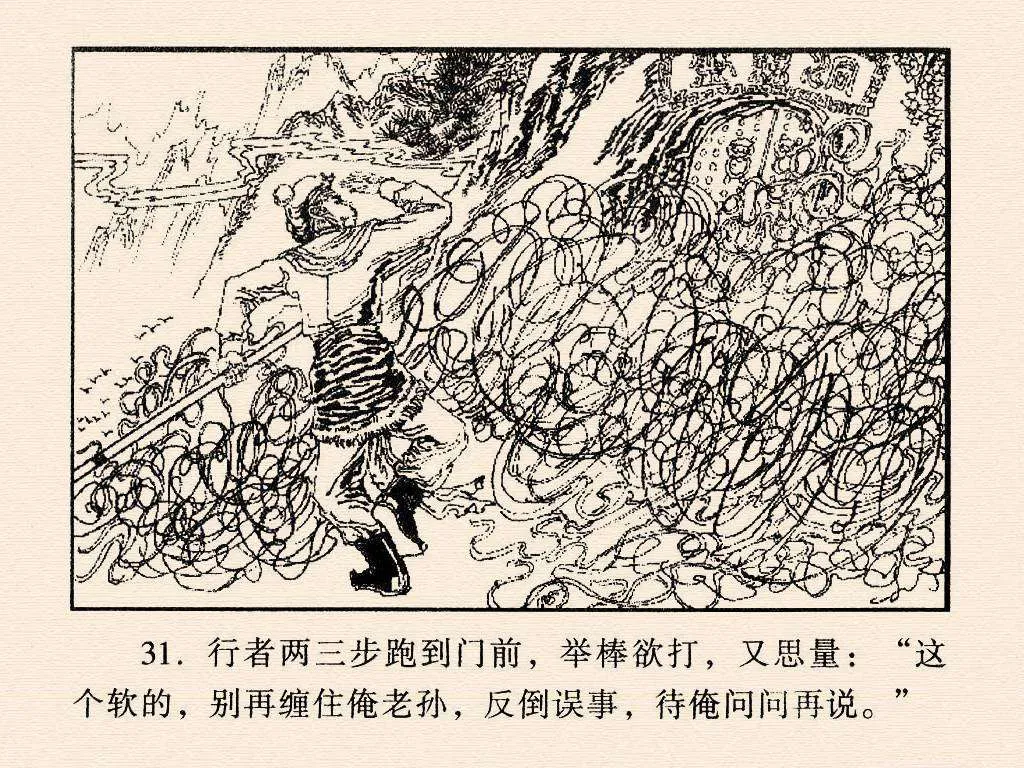 31. 行者两三步跑到门前，举棒欲打，又思量：“这
个软的，别再缠住俺老孙，反倒误事，待俺问问再说。”